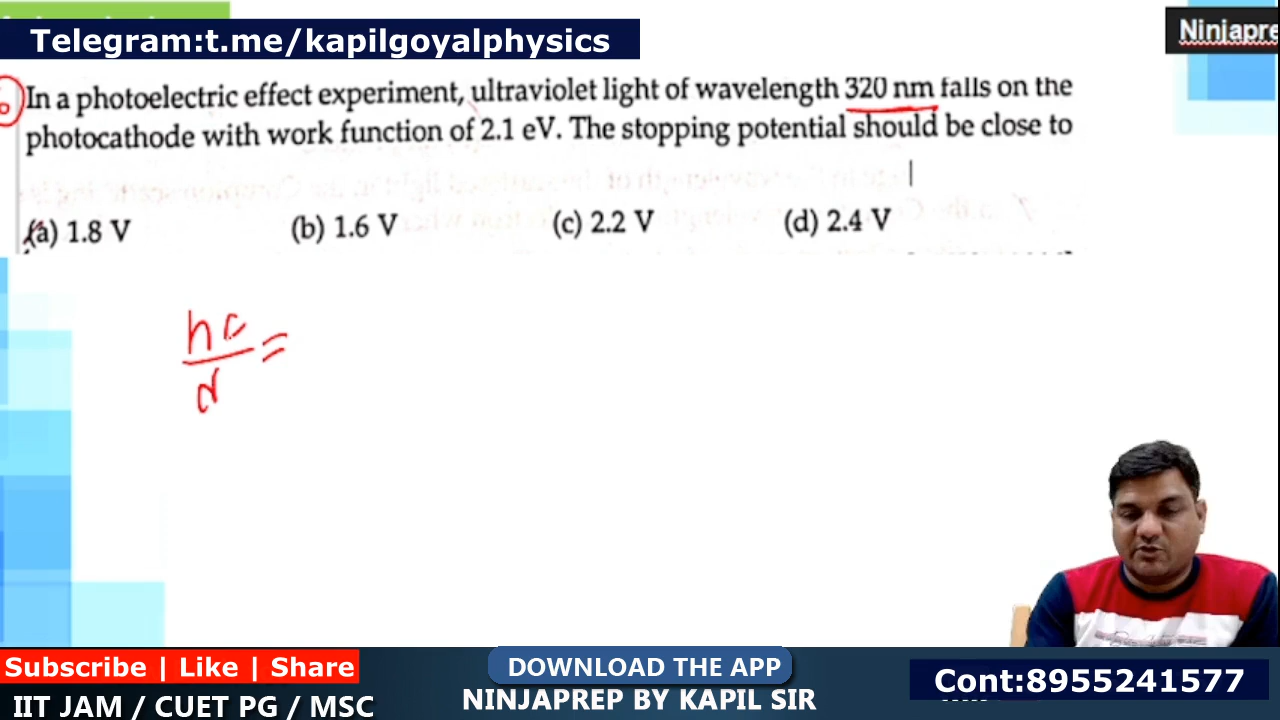 Telegram:t.me/kapilgoyalphysics
Ninjapre
In a photoelectric effect experiment, ultraviolet light of wavelength 320 nm falls on the
photocathode with work function of 2.1 eV. The stopping potential should be close to
(a) 1.8 V (b) 1.6 V (c) 2.2 V (d) 2.4 V
hc
=
Subscribe | Like | Share
DOWNLOAD THE APP
Cont:8955241577
IIT JAM / CUET PG / MSC
NINJAPREP BY KAPIL SIR